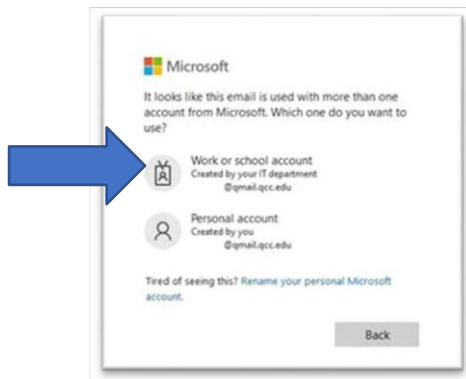 Microsoft
It looks like this email is used with more than one
account from Microsoft. Which one do you want to
use?
Work or school account
Created by your IT department
@qmail.qcc.edu
Personal account
Created by you
@qmail.qcc.edu
Tired of seeing this? Rename your personal Microsoft
account.
Back